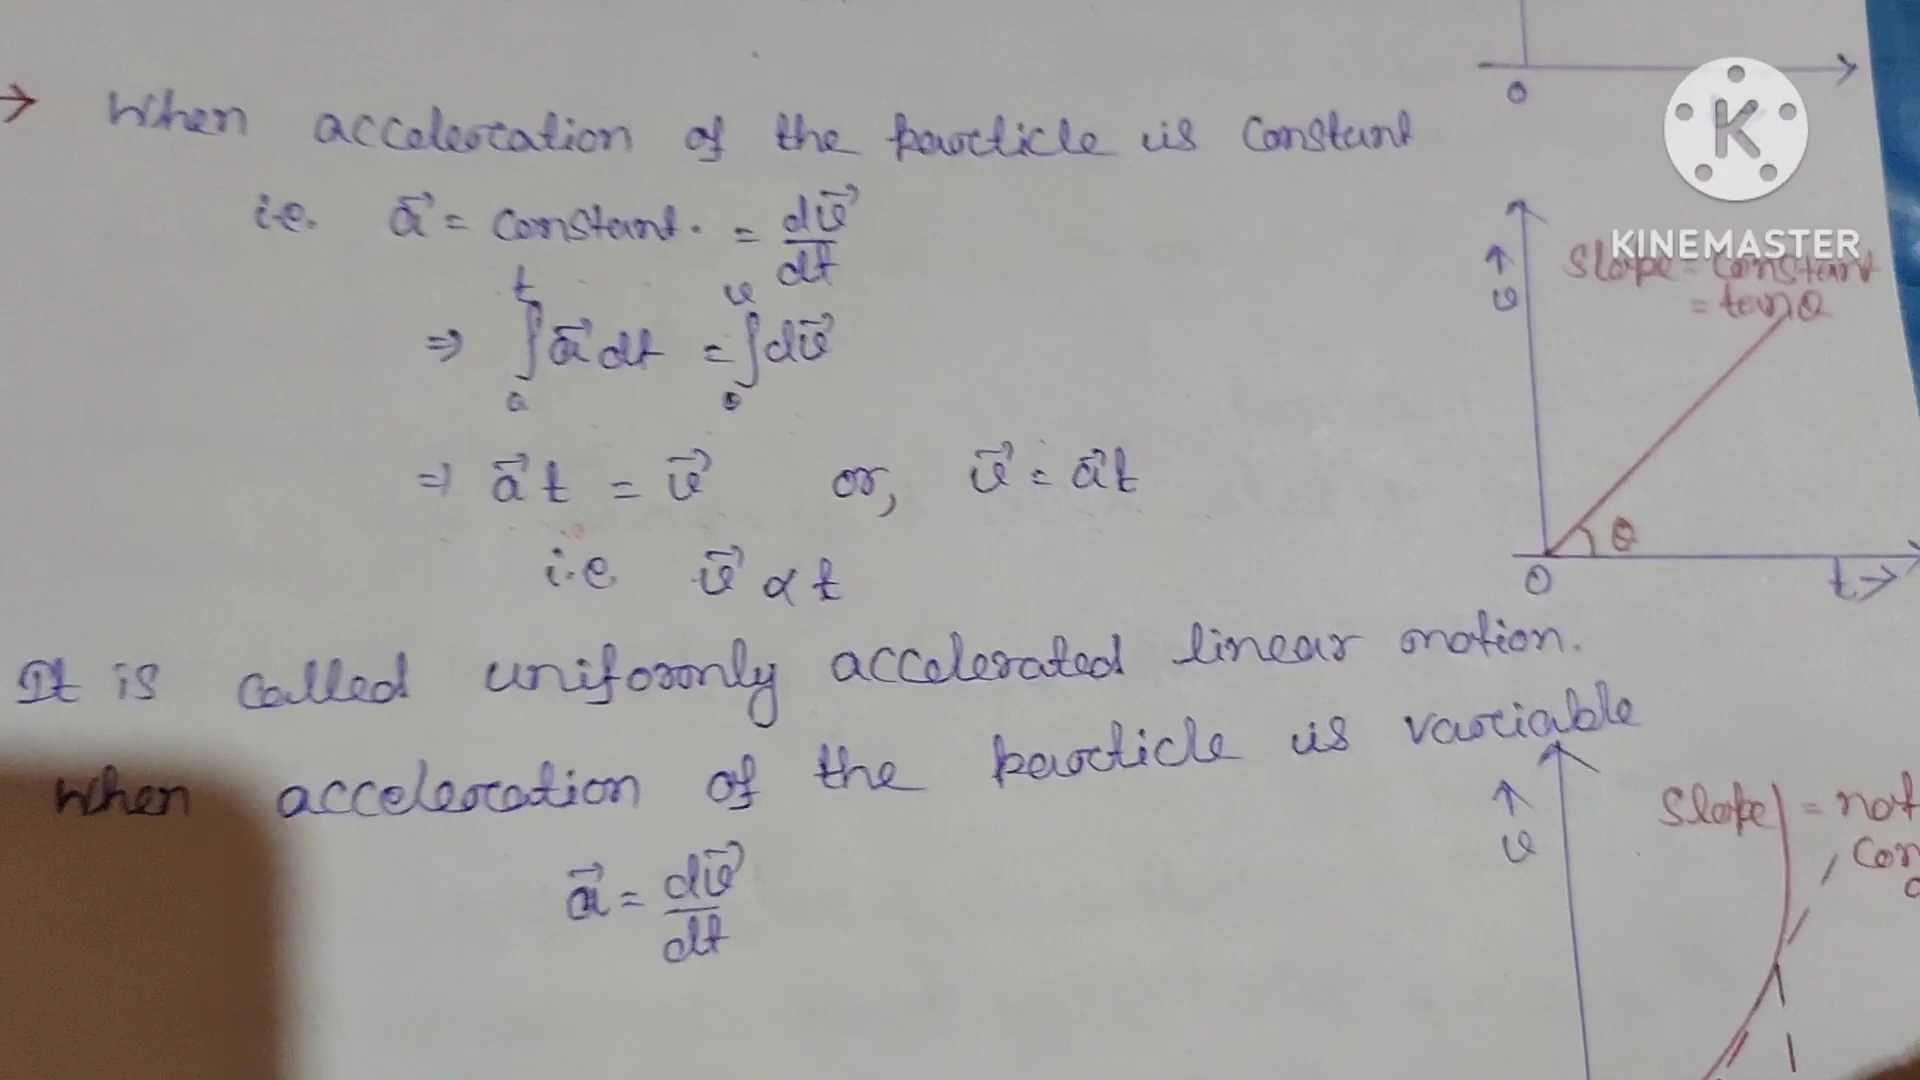 0
K
KINEMASTER
→ When acceleration of the particle is constant
i.e. a⃗ = constant. = dv⃗/dt
⇒ ∫₀ᵗ a⃗ dt = ∫₀ᵛ dv⃗
⇒ a⃗ t = v⃗ or, v⃗ = a⃗t
i.e v⃗ ∝ t
↑ v
Slope = constant
= tan θ
θ
0
t →
It is called uniformly accelerated linear motion.
When acceleration of the particle is variable
a⃗ = dv⃗/dt
↑ v
Slope = not